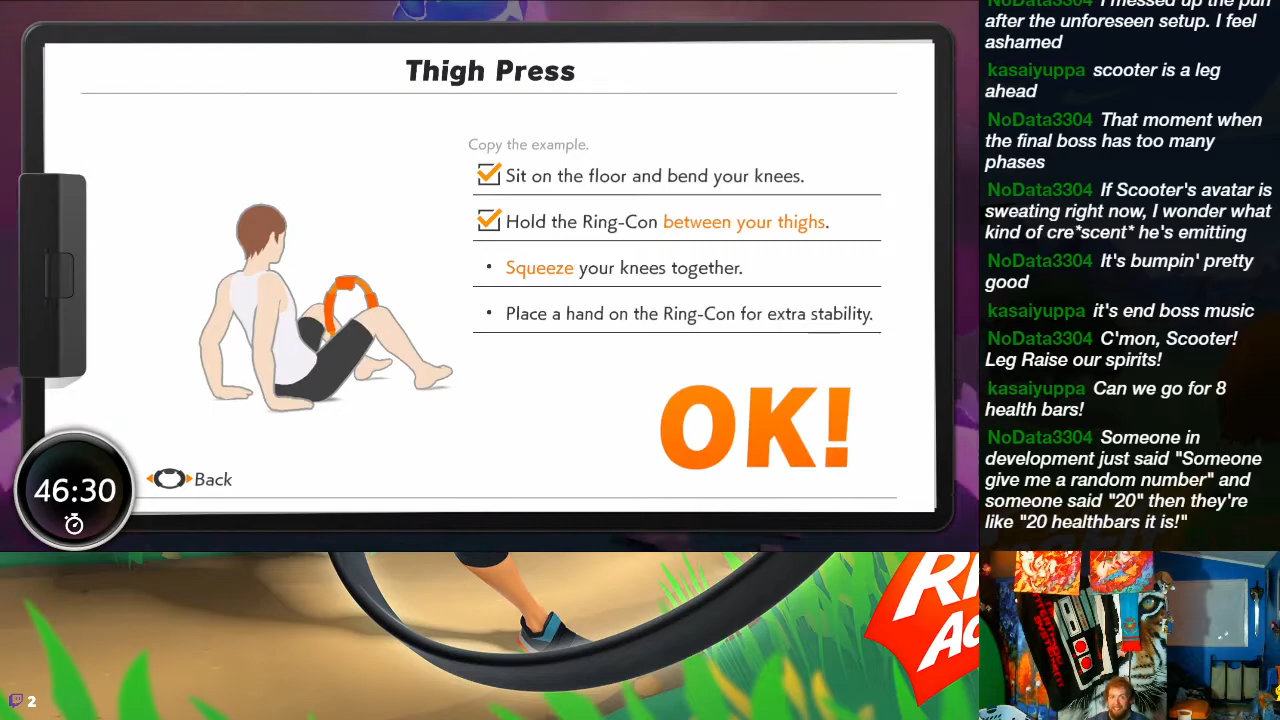 Thigh Press
Copy the example.
Sit on the floor and bend your knees.
Hold the Ring-Con between your thighs.
• Squeeze your knees together.
• Place a hand on the Ring-Con for extra stability.
OK!
Back
46:30
2
after the unforeseen setup. I feel
ashamed
kasaiyuppa scooter is a leg
ahead
NoData3304 That moment when
the final boss has too many
phases
NoData3304 If Scooter's avatar is
sweating right now, I wonder what
kind of cre*scent* he's emitting
NoData3304 It's bumpin' pretty
good
kasaiyuppa it's end boss music
NoData3304 C'mon, Scooter!
Leg Raise our spirits!
kasaiyuppa Can we go for 8
health bars!
NoData3304 Someone in
development just said "Someone
give me a random number" and
someone said "20" then they're
like "20 healthbars it is!"